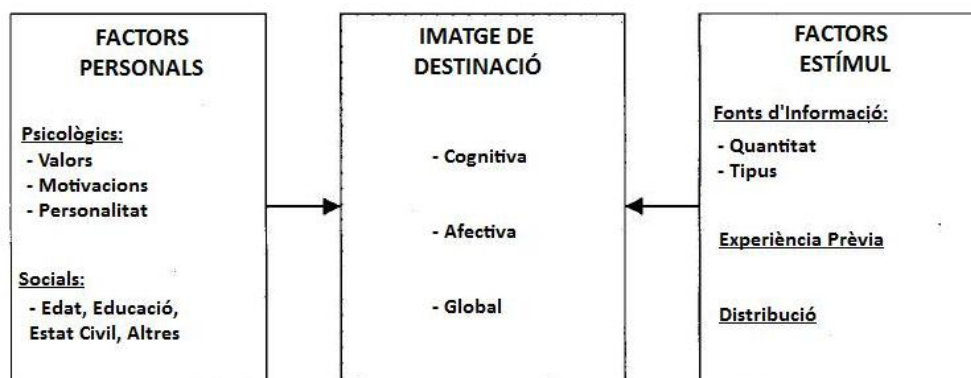 FACTORS
PERSONALS
Psicològics:
- Valors
- Motivacions
- Personalitat
Socials:
- Edat, Educació,
Estat Civil, Altres
IMATGE DE
DESTINACIÓ
- Cognitiva
- Afectiva
- Global
FACTORS
ESTÍMUL
Fonts d'Informació:
- Quantitat
- Tipus
Experiència Prèvia
Distribució